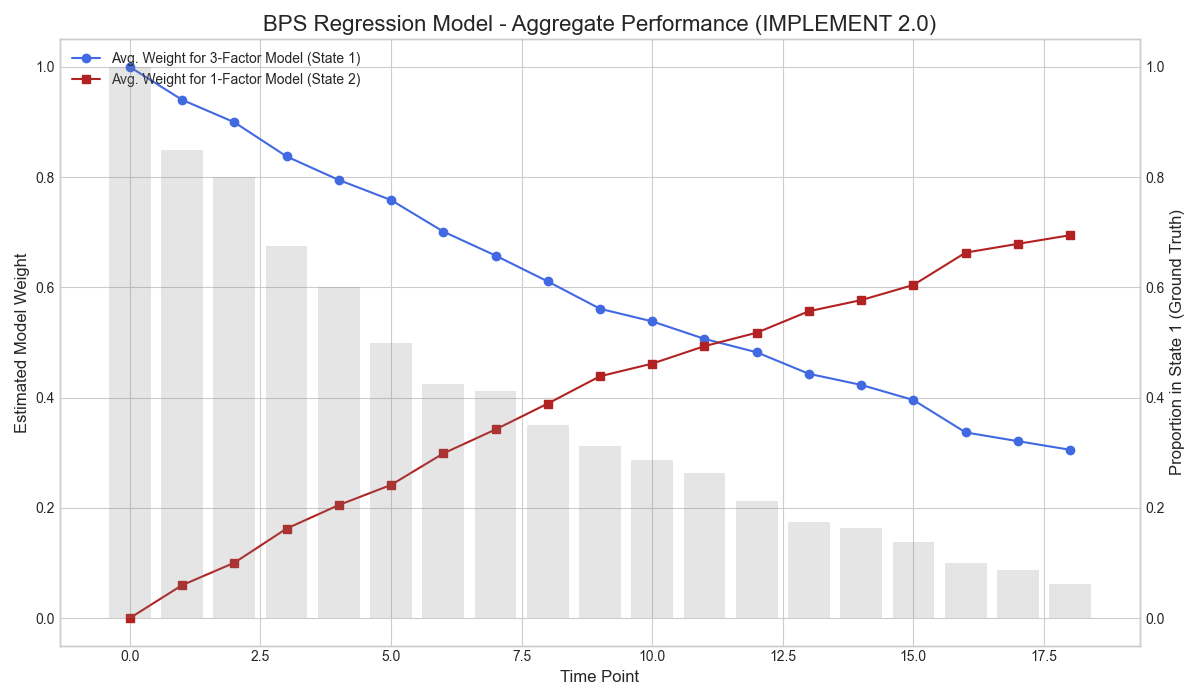 BPS Regression Model - Aggregate Performance (IMPLEMENT 2.0)
Avg. Weight for 3-Factor Model (State 1)
Avg. Weight for 1-Factor Model (State 2)
Estimated Model Weight
1.0
0.8
0.6
0.4
0.2
0.0
1.0
0.8
0.6
0.4
0.2
0.0
Proportion in State 1 (Ground Truth)
0.0 2.5 5.0 7.5 10.0 12.5 15.0 17.5
Time Point